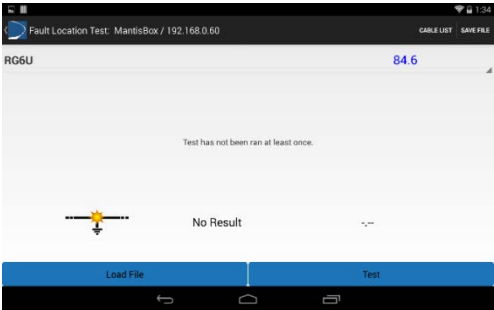 1:34
Fault Location Test: MantisBox / 192.168.0.60 CABLE LIST SAVE FILE
RG6U 84.6
Test has not been ran at least once.
No Result -.--
Load File Test